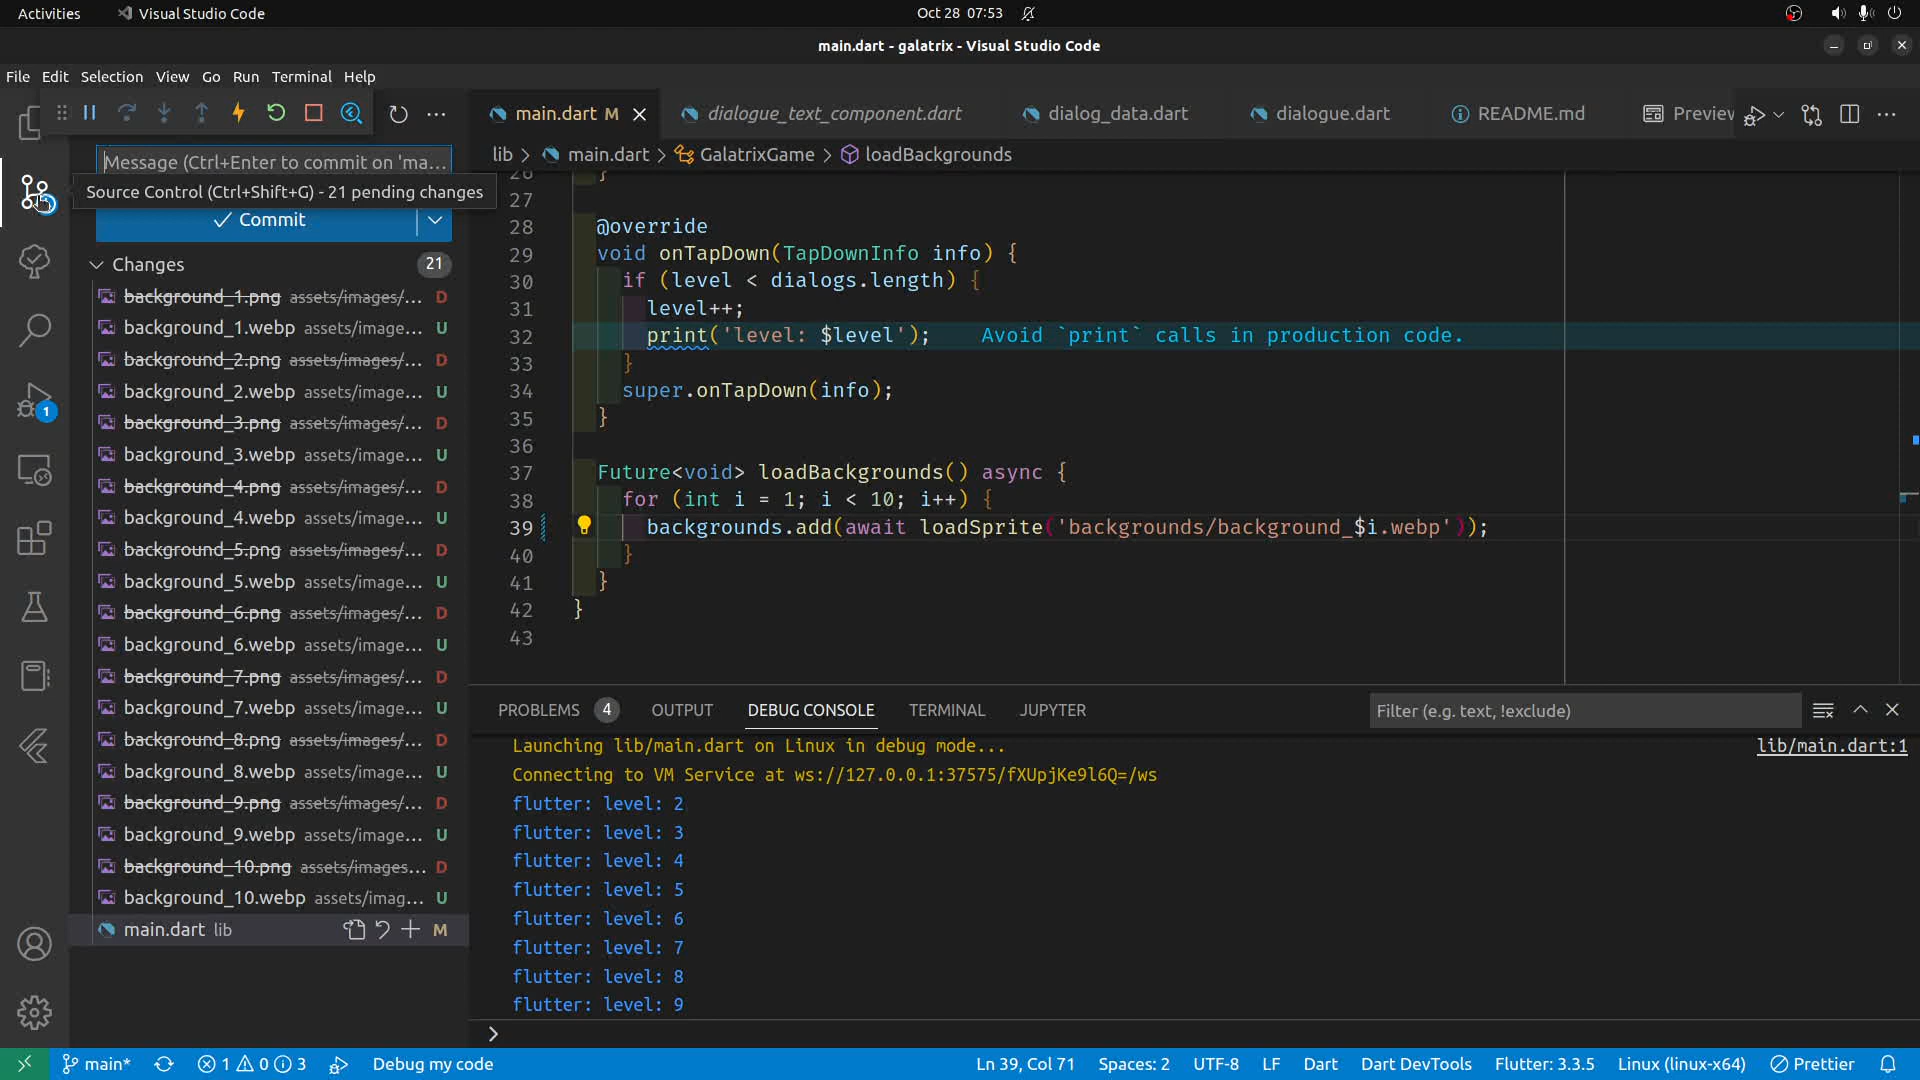 Activities
Visual Studio Code
Oct 28 07:53
main.dart - galatrix - Visual Studio Code
File Edit Selection View Go Run Terminal Help
main.dart M
dialogue_text_component.dart
dialog_data.dart
dialogue.dart
README.md
Preview
lib > main.dart > GalatrixGame > loadBackgrounds
Message (Ctrl+Enter to commit on 'ma...
Source Control (Ctrl+Shift+G) - 21 pending changes
Commit
Changes 21
background_1.png assets/images/... D
background_1.webp assets/image... U
background_2.png assets/images/... D
background_2.webp assets/image... U
background_3.png assets/images/... D
background_3.webp assets/image... U
background_4.png assets/images/... D
background_4.webp assets/image... U
background_5.png assets/images/... D
background_5.webp assets/image... U
background_6.png assets/images/... D
background_6.webp assets/image... U
background_7.png assets/images/... D
background_7.webp assets/image... U
background_8.png assets/images/... D
background_8.webp assets/image... U
background_9.png assets/images/... D
background_9.webp assets/image... U
background_10.png assets/images... D
background_10.webp assets/imag... U
main.dart lib M
1
26 }
27
28 @override
29 void onTapDown(TapDownInfo info) {
30 if (level < dialogs.length) {
31 level++;
32 print('level: $level'); Avoid `print` calls in production code.
33 }
34 super.onTapDown(info);
35 }
36
37 Future<void> loadBackgrounds() async {
38 for (int i = 1; i < 10; i++) {
39 backgrounds.add(await loadSprite('backgrounds/background_$i.webp'));
40 }
41 }
42 }
43
PROBLEMS 4 OUTPUT DEBUG CONSOLE TERMINAL JUPYTER
Filter (e.g. text, !exclude)
Launching lib/main.dart on Linux in debug mode...
lib/main.dart:1
Connecting to VM Service at ws://127.0.0.1:37575/fXUpjKe9l6Q=/ws
flutter: level: 2
flutter: level: 3
flutter: level: 4
flutter: level: 5
flutter: level: 6
flutter: level: 7
flutter: level: 8
flutter: level: 9
>
main* 1 0 3 Debug my code
Ln 39, Col 71 Spaces: 2 UTF-8 LF Dart Dart DevTools Flutter: 3.3.5 Linux (linux-x64) Prettier